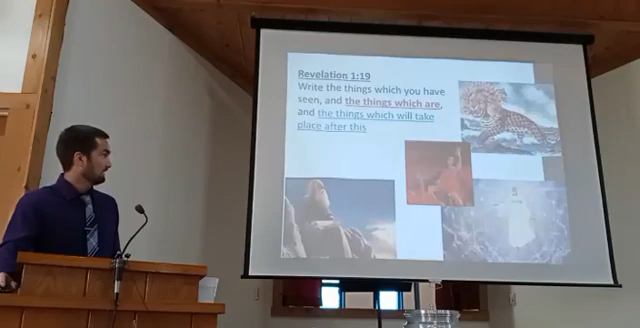 Revelation 1:19
Write the things which you have
seen, and the things which are,
and the things which will take
place after this